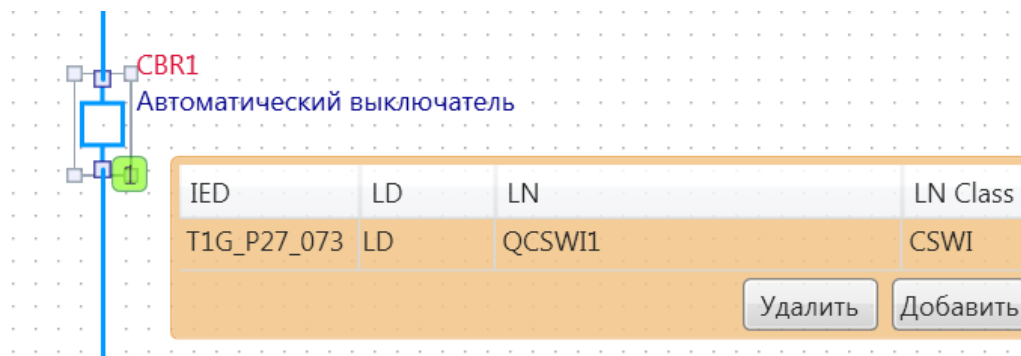 CBR1
Автоматический выключатель
1
IED LD LN LN Class
T1G_P27_073 LD QCSWI1 CSWI
Удалить Добавить